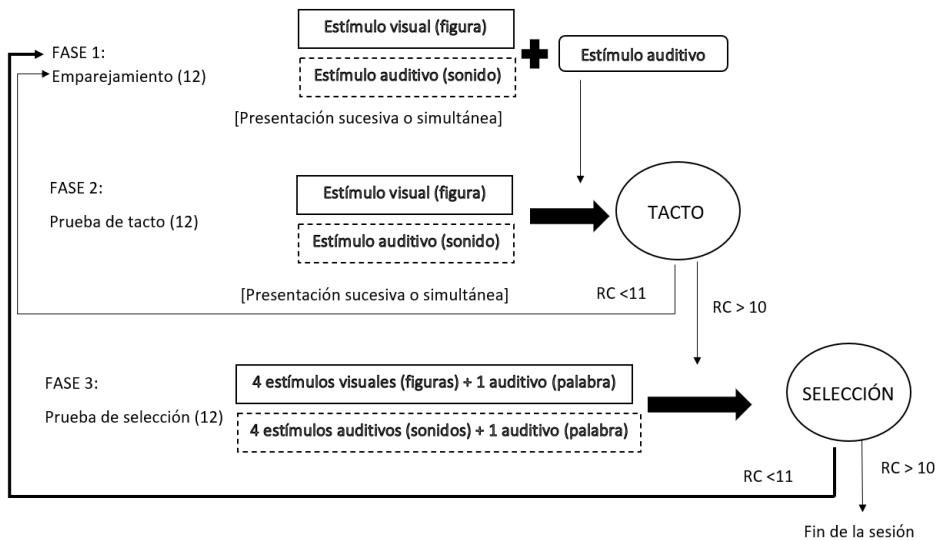 Estímulo visual (figura)
FASE 1:
Emparejamiento (12)
Estímulo auditivo (sonido)
Estímulo auditivo
[Presentación sucesiva o simultánea]
FASE 2:
Prueba de tacto (12)
Estímulo visual (figura)
Estímulo auditivo (sonido)
TACTO
[Presentación sucesiva o simultánea]
RC <11
RC > 10
FASE 3:
Prueba de selección (12)
4 estímulos visuales (figuras) + 1 auditivo (palabra)
4 estímulos auditivos (sonidos) + 1 auditivo (palabra)
SELECCIÓN
RC <11
RC > 10
Fin de la sesión